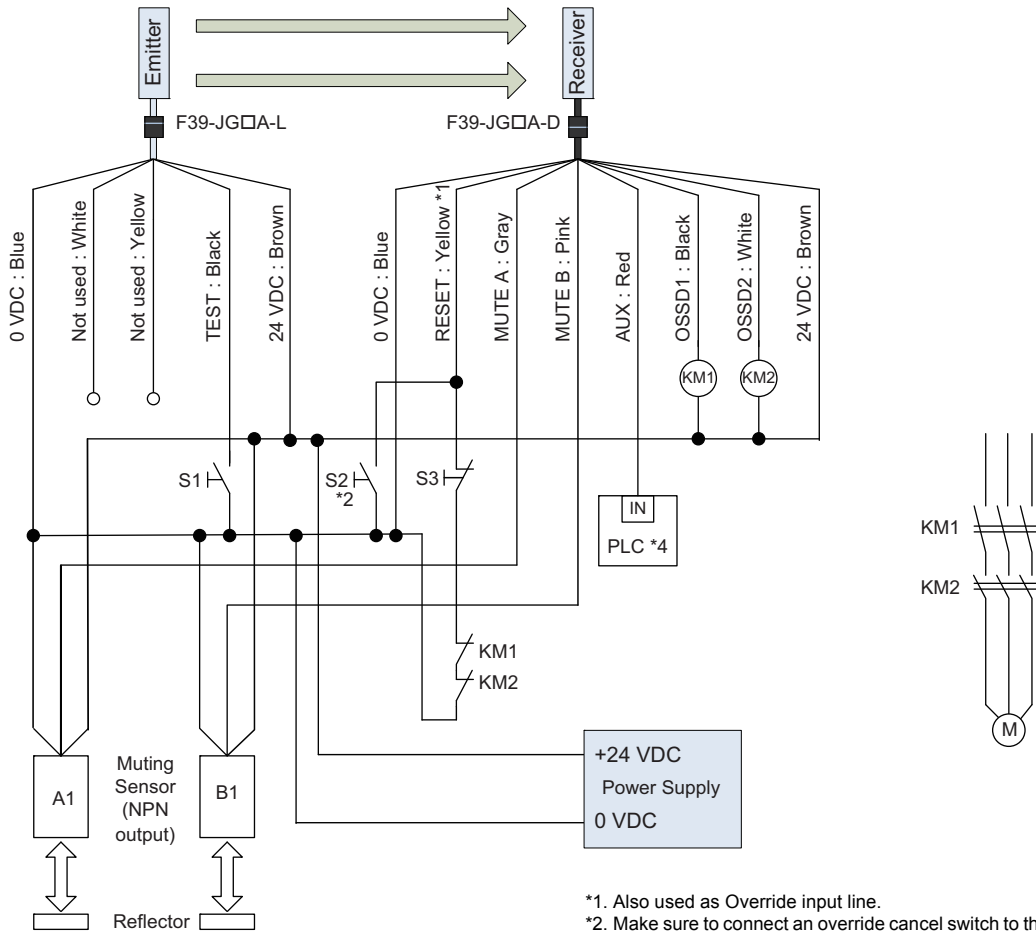 Emitter
Receiver
F39-JG□A-L
F39-JG□A-D
0 VDC : Blue
Not used : White
Not used : Yellow
TEST : Black
24 VDC : Brown
0 VDC : Blue
RESET : Yellow *1
MUTE A : Gray
MUTE B : Pink
AUX : Red
OSSD1 : Black
OSSD2 : White
24 VDC : Brown
KM1
KM2
S1
S2
*2
S3
IN
PLC *4
KM1
KM2
KM1
KM2
M
A1
Muting
Sensor
(NPN
output)
B1
+24 VDC
Power Supply
0 VDC
Reflector
*1. Also used as Override input line.
*2. Make sure to connect an override cancel switch to th